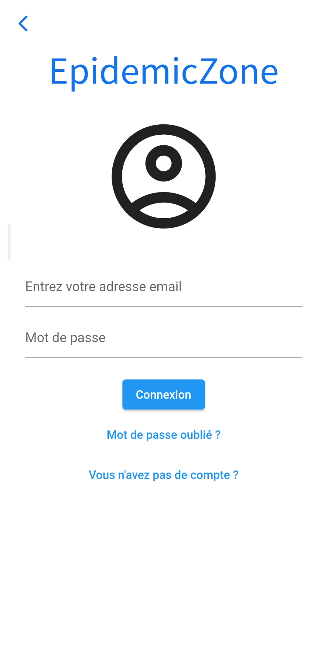 EpidemicZone
Entrez votre adresse email
Mot de passe
Connexion
Mot de passe oublié ?
Vous n'avez pas de compte ?